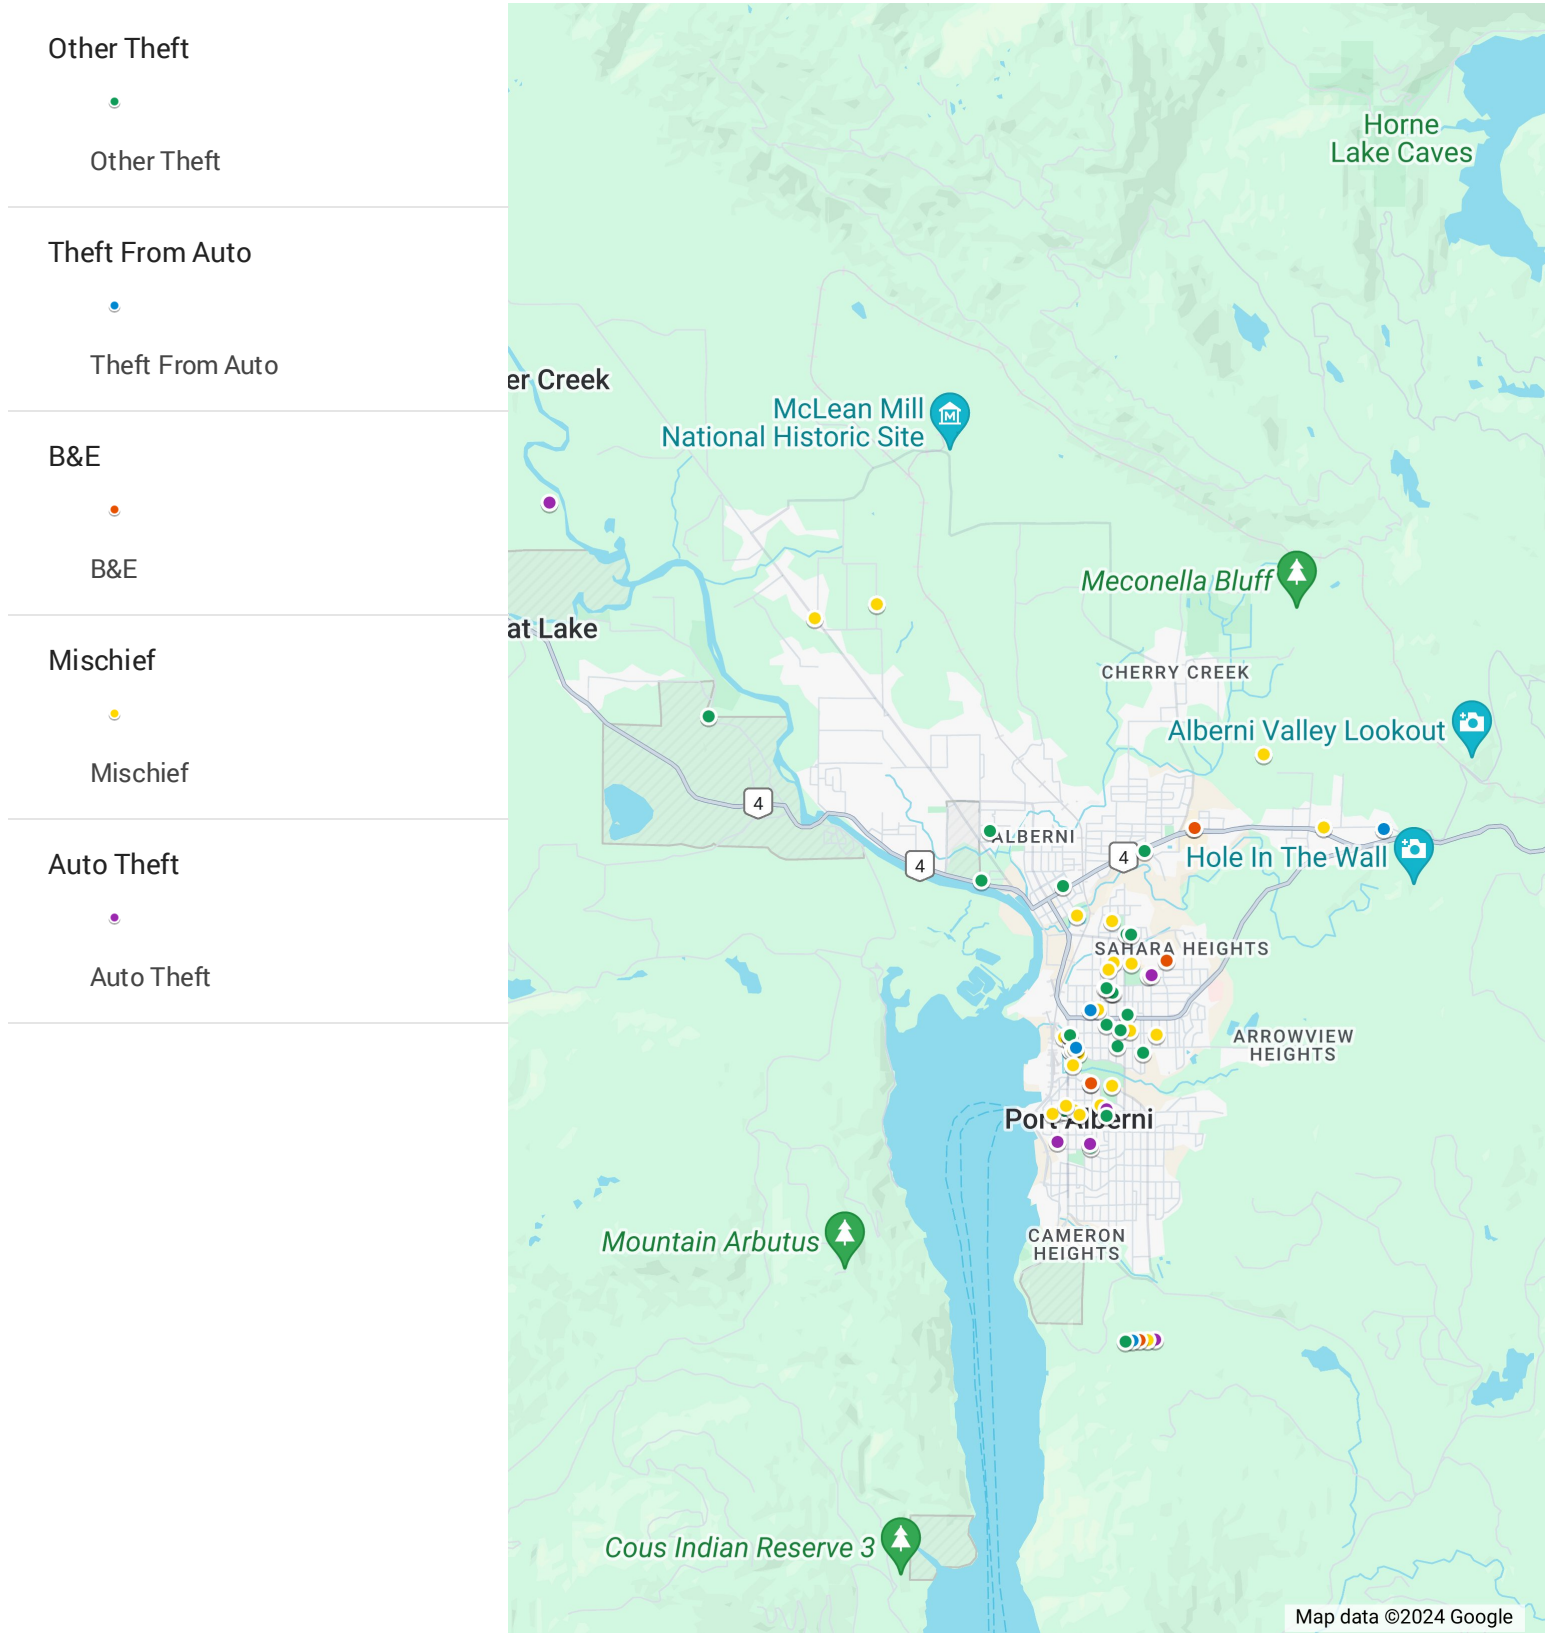 Other Theft
Other Theft
Theft From Auto
Theft From Auto
B&E
B&E
Mischief
Mischief
Auto Theft
Auto Theft
Horne
Lake Caves
er Creek
McLean Mill
National Historic Site
Meconella Bluff
at Lake
CHERRY CREEK
Alberni Valley Lookout
4
ALBERNI
4
4
Hole In The Wall
SAHARA HEIGHTS
ARROWVIEW
HEIGHTS
Port Alberni
Mountain Arbutus
CAMERON
HEIGHTS
Cous Indian Reserve 3
Map data ©2024 Google